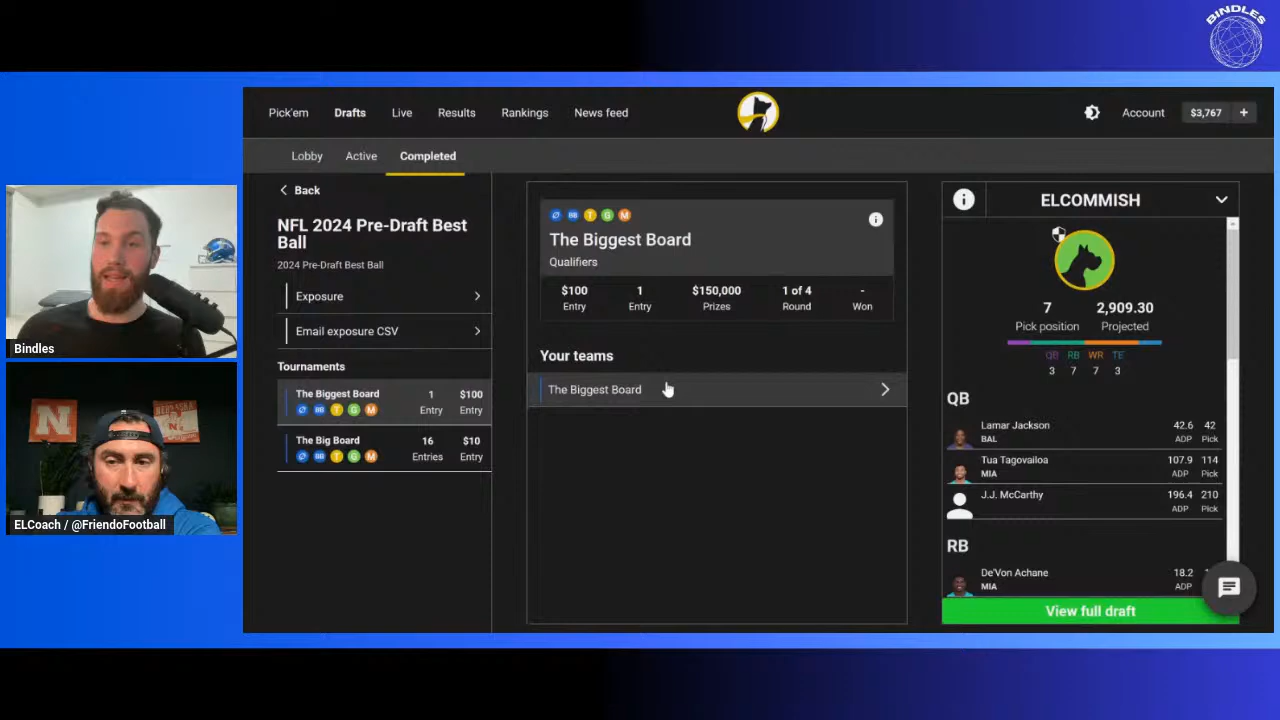 BINDLES
Pick'em
Drafts
Live
Results
Rankings
News feed
Account
$3,767
+
Lobby
Active
Completed
Back
NFL 2024 Pre-Draft Best
Ball
2024 Pre-Draft Best Ball
Exposure
Email exposure CSV
Tournaments
The Biggest Board
1
$100
BB T G M
Entry
Entry
The Big Board
16
$10
BB T G M
Entries
Entry
BB T G M
The Biggest Board
Qualifiers
$100
1
$150,000
1 of 4
-
Entry
Entry
Prizes
Round
Won
Your teams
The Biggest Board
ELCOMMISH
7
2,909.30
Pick position
Projected
QB RB WR TE
3 7 7 3
QB
Lamar Jackson
42.6
42
BAL
ADP
Pick
Tua Tagovailoa
107.9
114
MIA
ADP
Pick
J.J. McCarthy
196.4
210
ADP
Pick
RB
De'Von Achane
18.2
MIA
ADP
View full draft
Bindles
N
ELCoach / @FriendoFootball